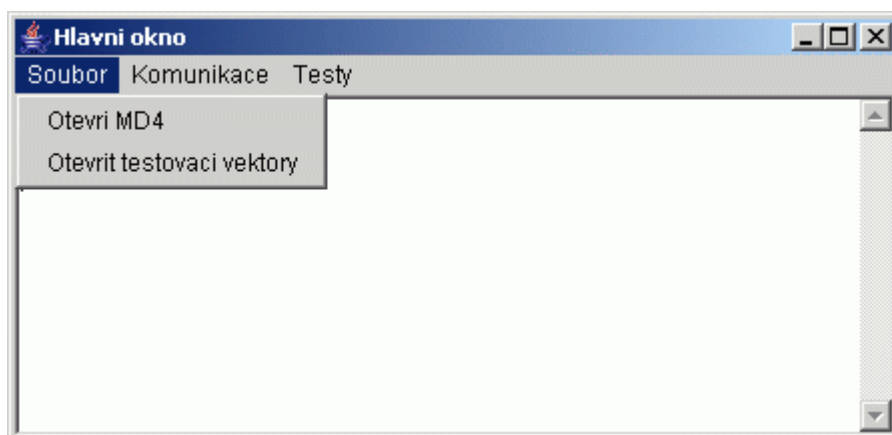 Hlavni okno
Soubor Komunikace Testy
Otevri MD4
Otevrit testovaci vektory